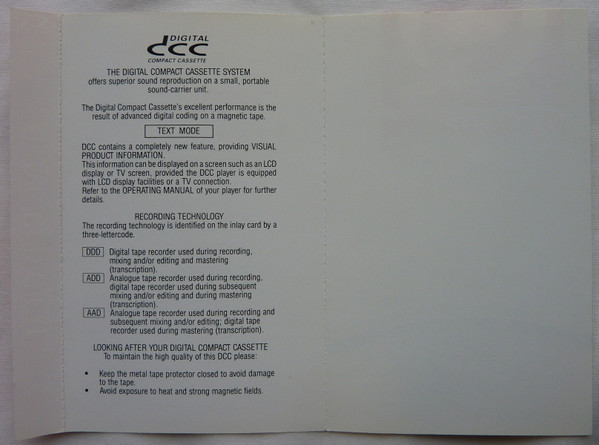 DIGITAL
dcc
COMPACT CASSETTE
THE DIGITAL COMPACT CASSETTE SYSTEM
offers superior sound reproduction on a small, portable
sound-carrier unit.
The Digital Compact Cassette's excellent performance is the
result of advanced digital coding on a magnetic tape.
TEXT MODE
DCC contains a completely new feature, providing VISUAL
PRODUCT INFORMATION.
This information can be displayed on a screen such as an LCD
display or TV screen, provided the DCC player is equipped
with LCD display facilities or a TV connection.
Refer to the OPERATING MANUAL of your player for further
details.
RECORDING TECHNOLOGY
The recording technology is identified on the inlay card by a
three-lettercode.
DDD Digital tape recorder used during recording,
mixing and/or editing and mastering
(transcription).
ADD Analogue tape recorder used during recording,
digital tape recorder used during subsequent
mixing and/or editing and during mastering
(transcription).
AAD Analogue tape recorder used during recording and
subsequent mixing and/or editing; digital tape
recorder used during mastering (transcription).
LOOKING AFTER YOUR DIGITAL COMPACT CASSETTE
To maintain the high quality of this DCC please:
• Keep the metal tape protector closed to avoid damage
to the tape.
• Avoid exposure to heat and strong magnetic fields.